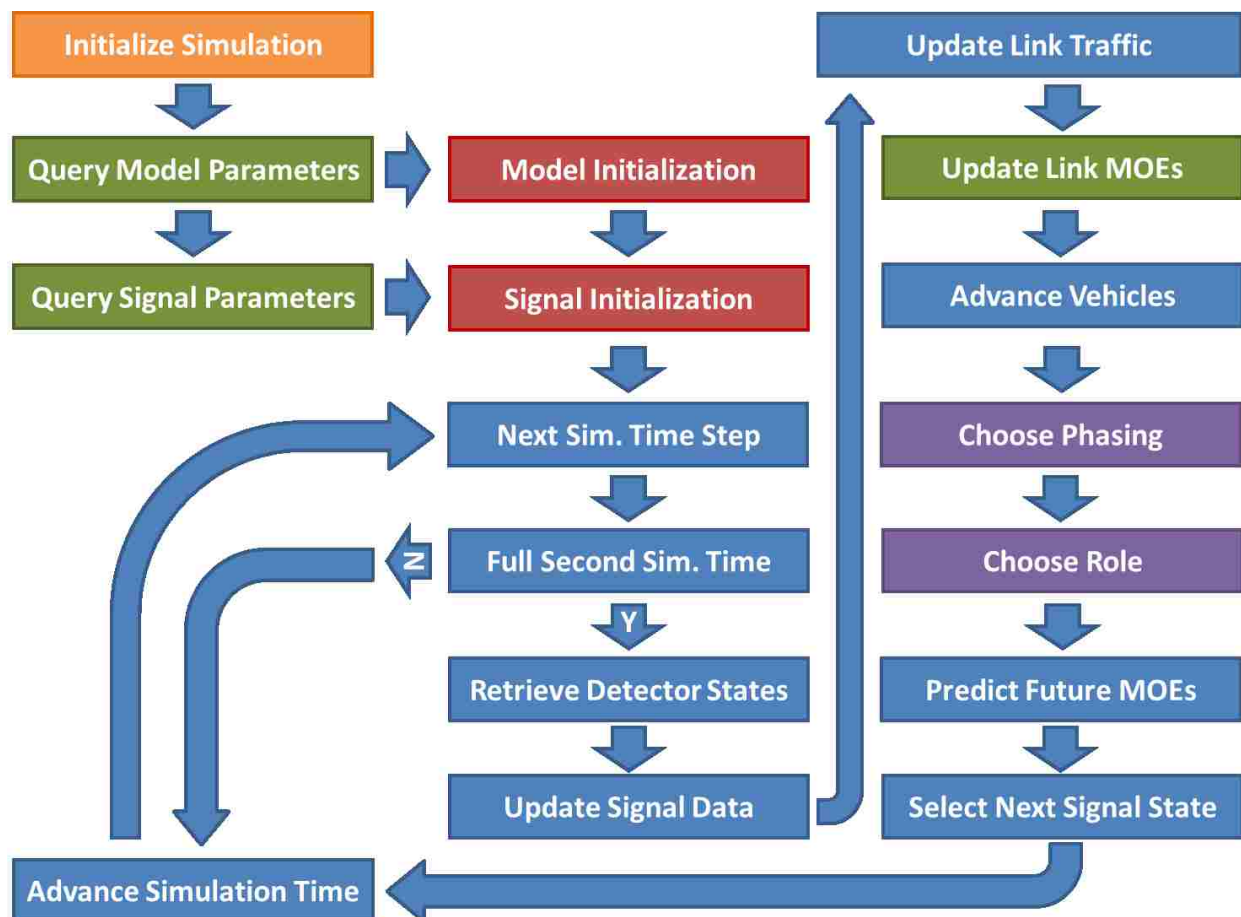 Initialize Simulation
Query Model Parameters
Query Signal Parameters
Model Initialization
Signal Initialization
Next Sim. Time Step
Full Second Sim. Time
N
Y
Retrieve Detector States
Update Signal Data
Update Link Traffic
Update Link MOEs
Advance Vehicles
Choose Phasing
Choose Role
Predict Future MOEs
Select Next Signal State
Advance Simulation Time